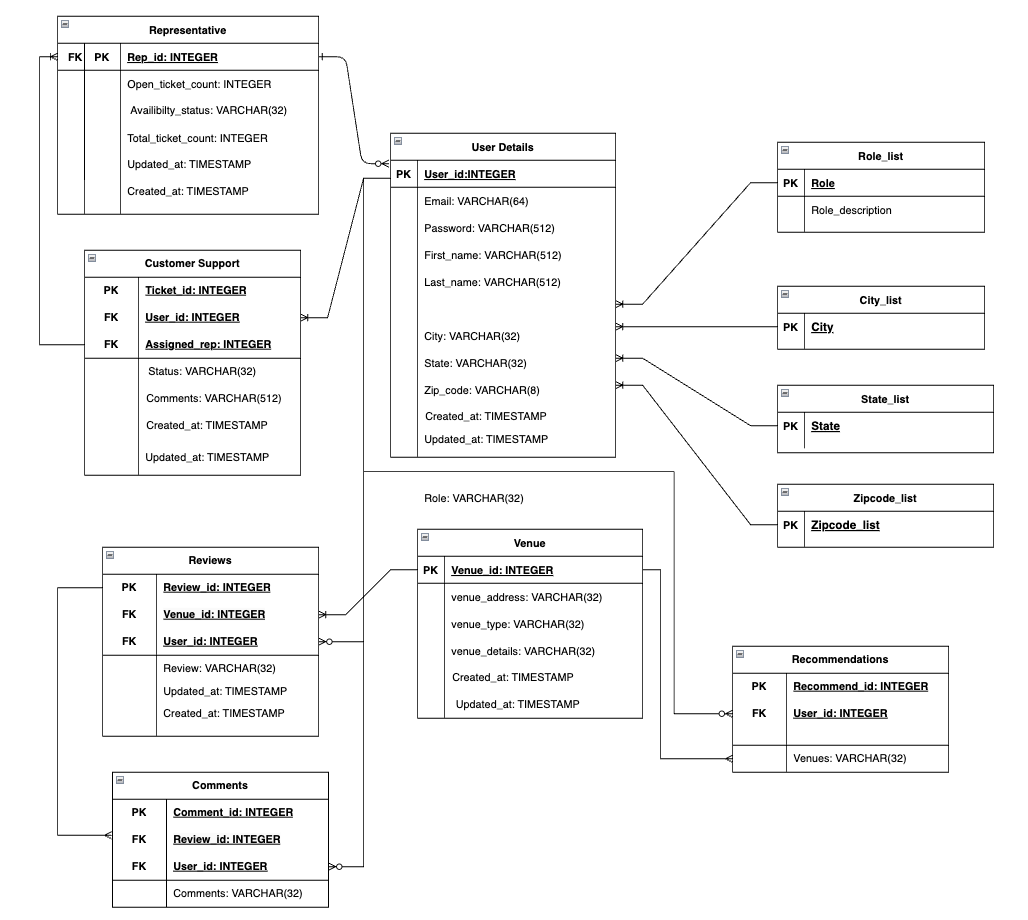 Representative
FK PK Rep_id: INTEGER
Open_ticket_count: INTEGER
Availibilty_status: VARCHAR(32)
Total_ticket_count: INTEGER
Updated_at: TIMESTAMP
Created_at: TIMESTAMP
Customer Support
PK Ticket_id: INTEGER
FK User_id: INTEGER
FK Assigned_rep: INTEGER
Status: VARCHAR(32)
Comments: VARCHAR(512)
Created_at: TIMESTAMP
Updated_at: TIMESTAMP
User Details
PK User_id:INTEGER
Email: VARCHAR(64)
Password: VARCHAR(512)
First_name: VARCHAR(512)
Last_name: VARCHAR(512)
City: VARCHAR(32)
State: VARCHAR(32)
Zip_code: VARCHAR(8)
Created_at: TIMESTAMP
Updated_at: TIMESTAMP
Role: VARCHAR(32)
Role_list
PK Role
Role_description
City_list
PK City
State_list
PK State
Zipcode_list
PK Zipcode_list
Reviews
PK Review_id: INTEGER
FK Venue_id: INTEGER
FK User_id: INTEGER
Review: VARCHAR(32)
Updated_at: TIMESTAMP
Created_at: TIMESTAMP
Venue
PK Venue_id: INTEGER
venue_address: VARCHAR(32)
venue_type: VARCHAR(32)
venue_details: VARCHAR(32)
Created_at: TIMESTAMP
Updated_at: TIMESTAMP
Recommendations
PK Recommend_id: INTEGER
FK User_id: INTEGER
Venues: VARCHAR(32)
Comments
PK Comment_id: INTEGER
FK Review_id: INTEGER
FK User_id: INTEGER
Comments: VARCHAR(32)